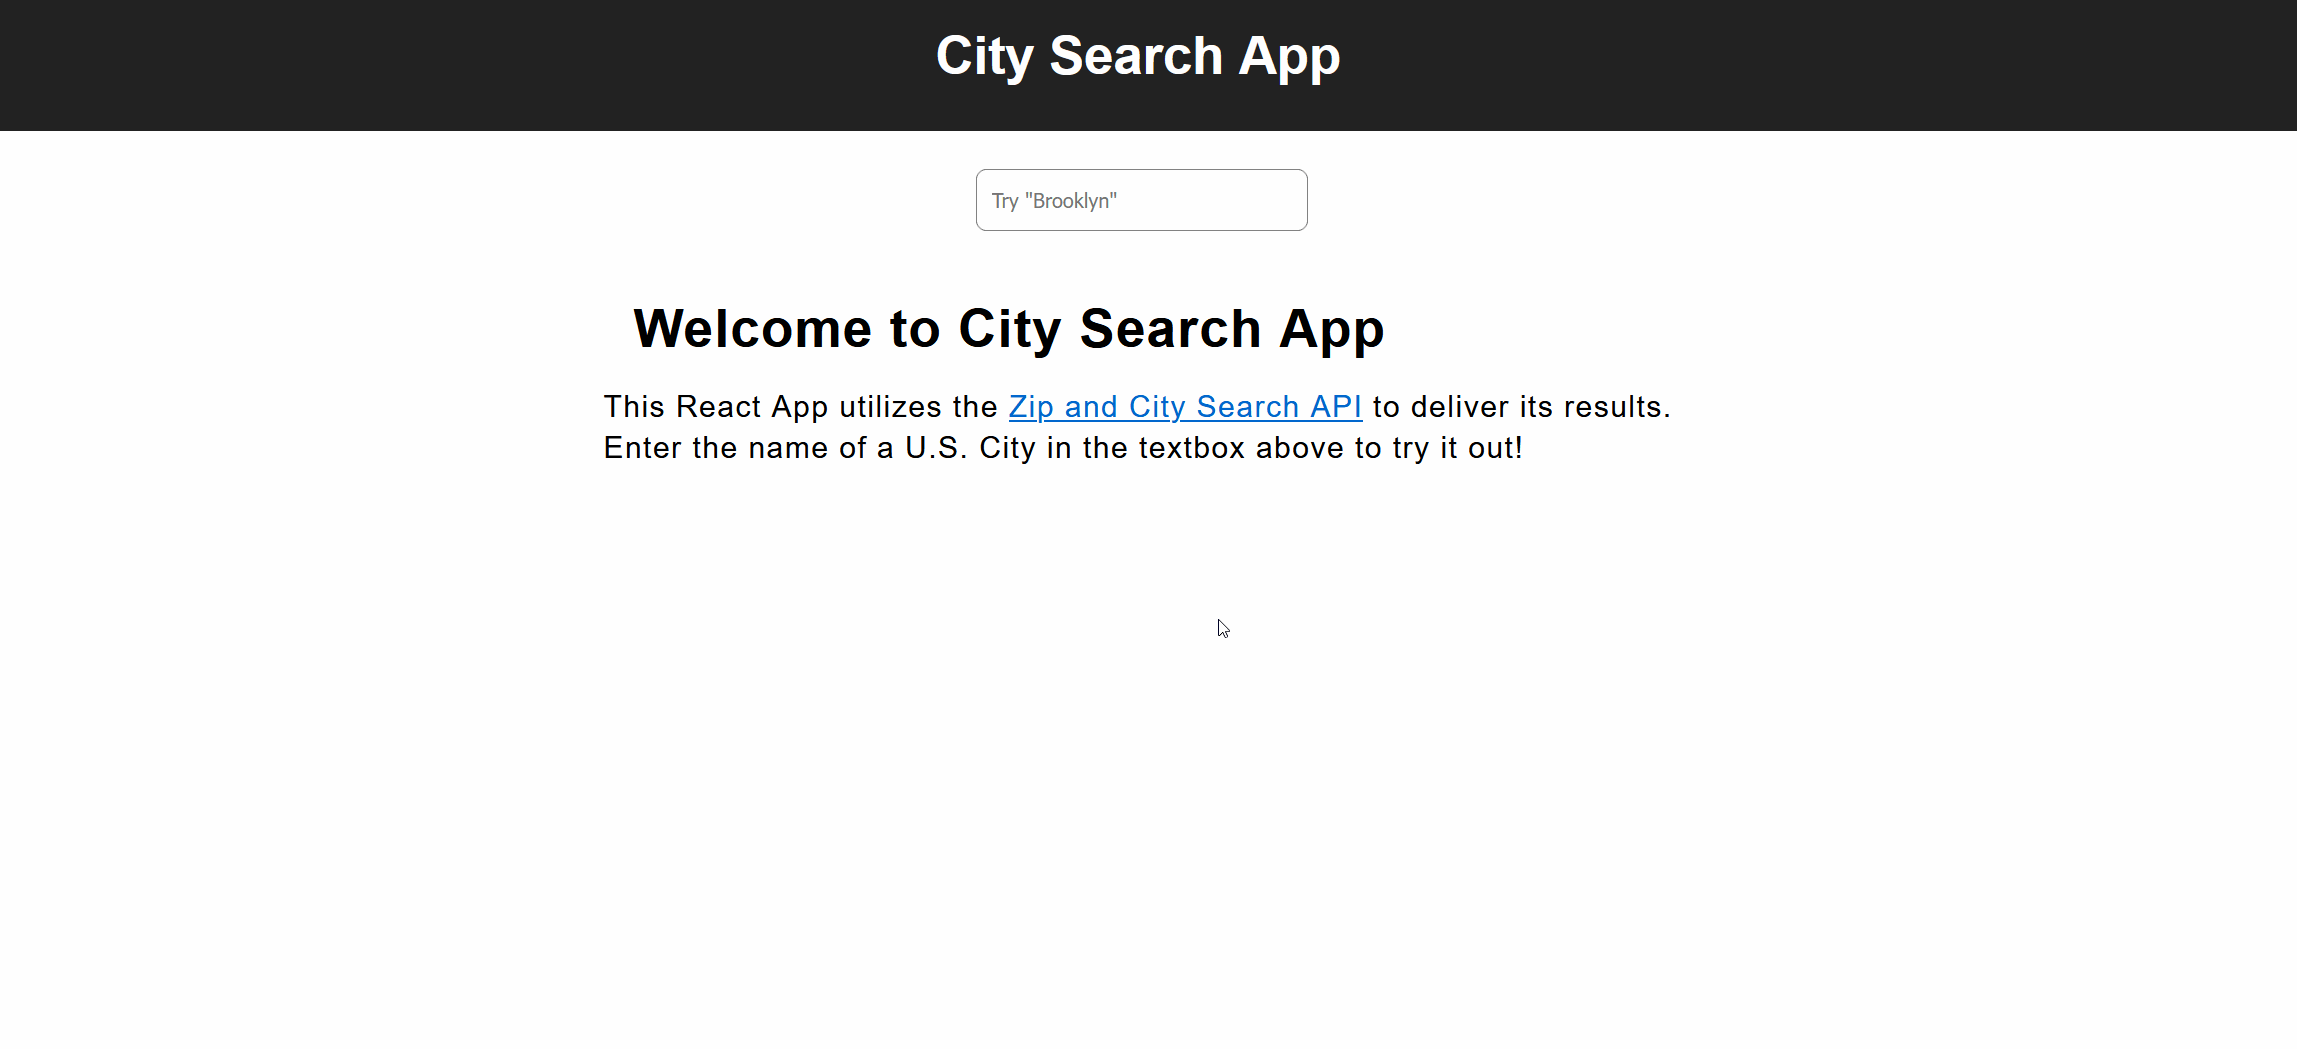 City Search App
Try "Brooklyn"
Welcome to City Search App
This React App utilizes the Zip and City Search API to deliver its results.
Enter the name of a U.S. City in the textbox above to try it out!